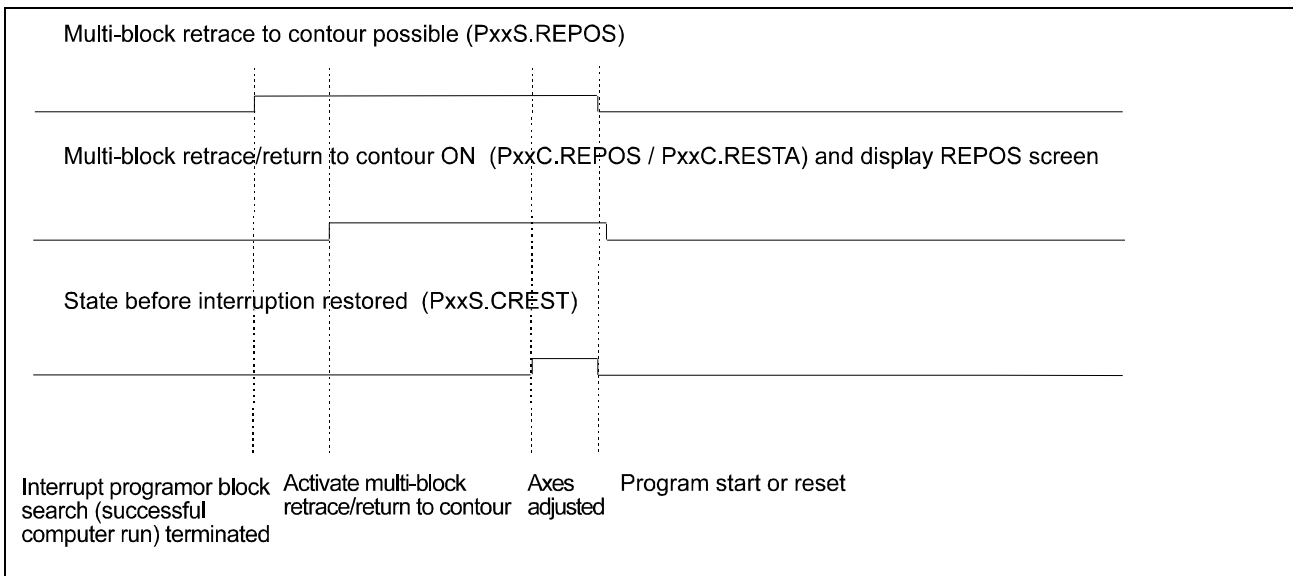 Multi-block retrace to contour possible (PxxS.REPOS)
Multi-block retrace/return to contour ON (PxxC.REPOS / PxxC.RESTA) and display REPOS screen
State before interruption restored (PxxS.CREST)
Interrupt programor block
search (successful
computer run) terminated
Activate multi-block
retrace/return to contour
Axes
adjusted
Program start or reset